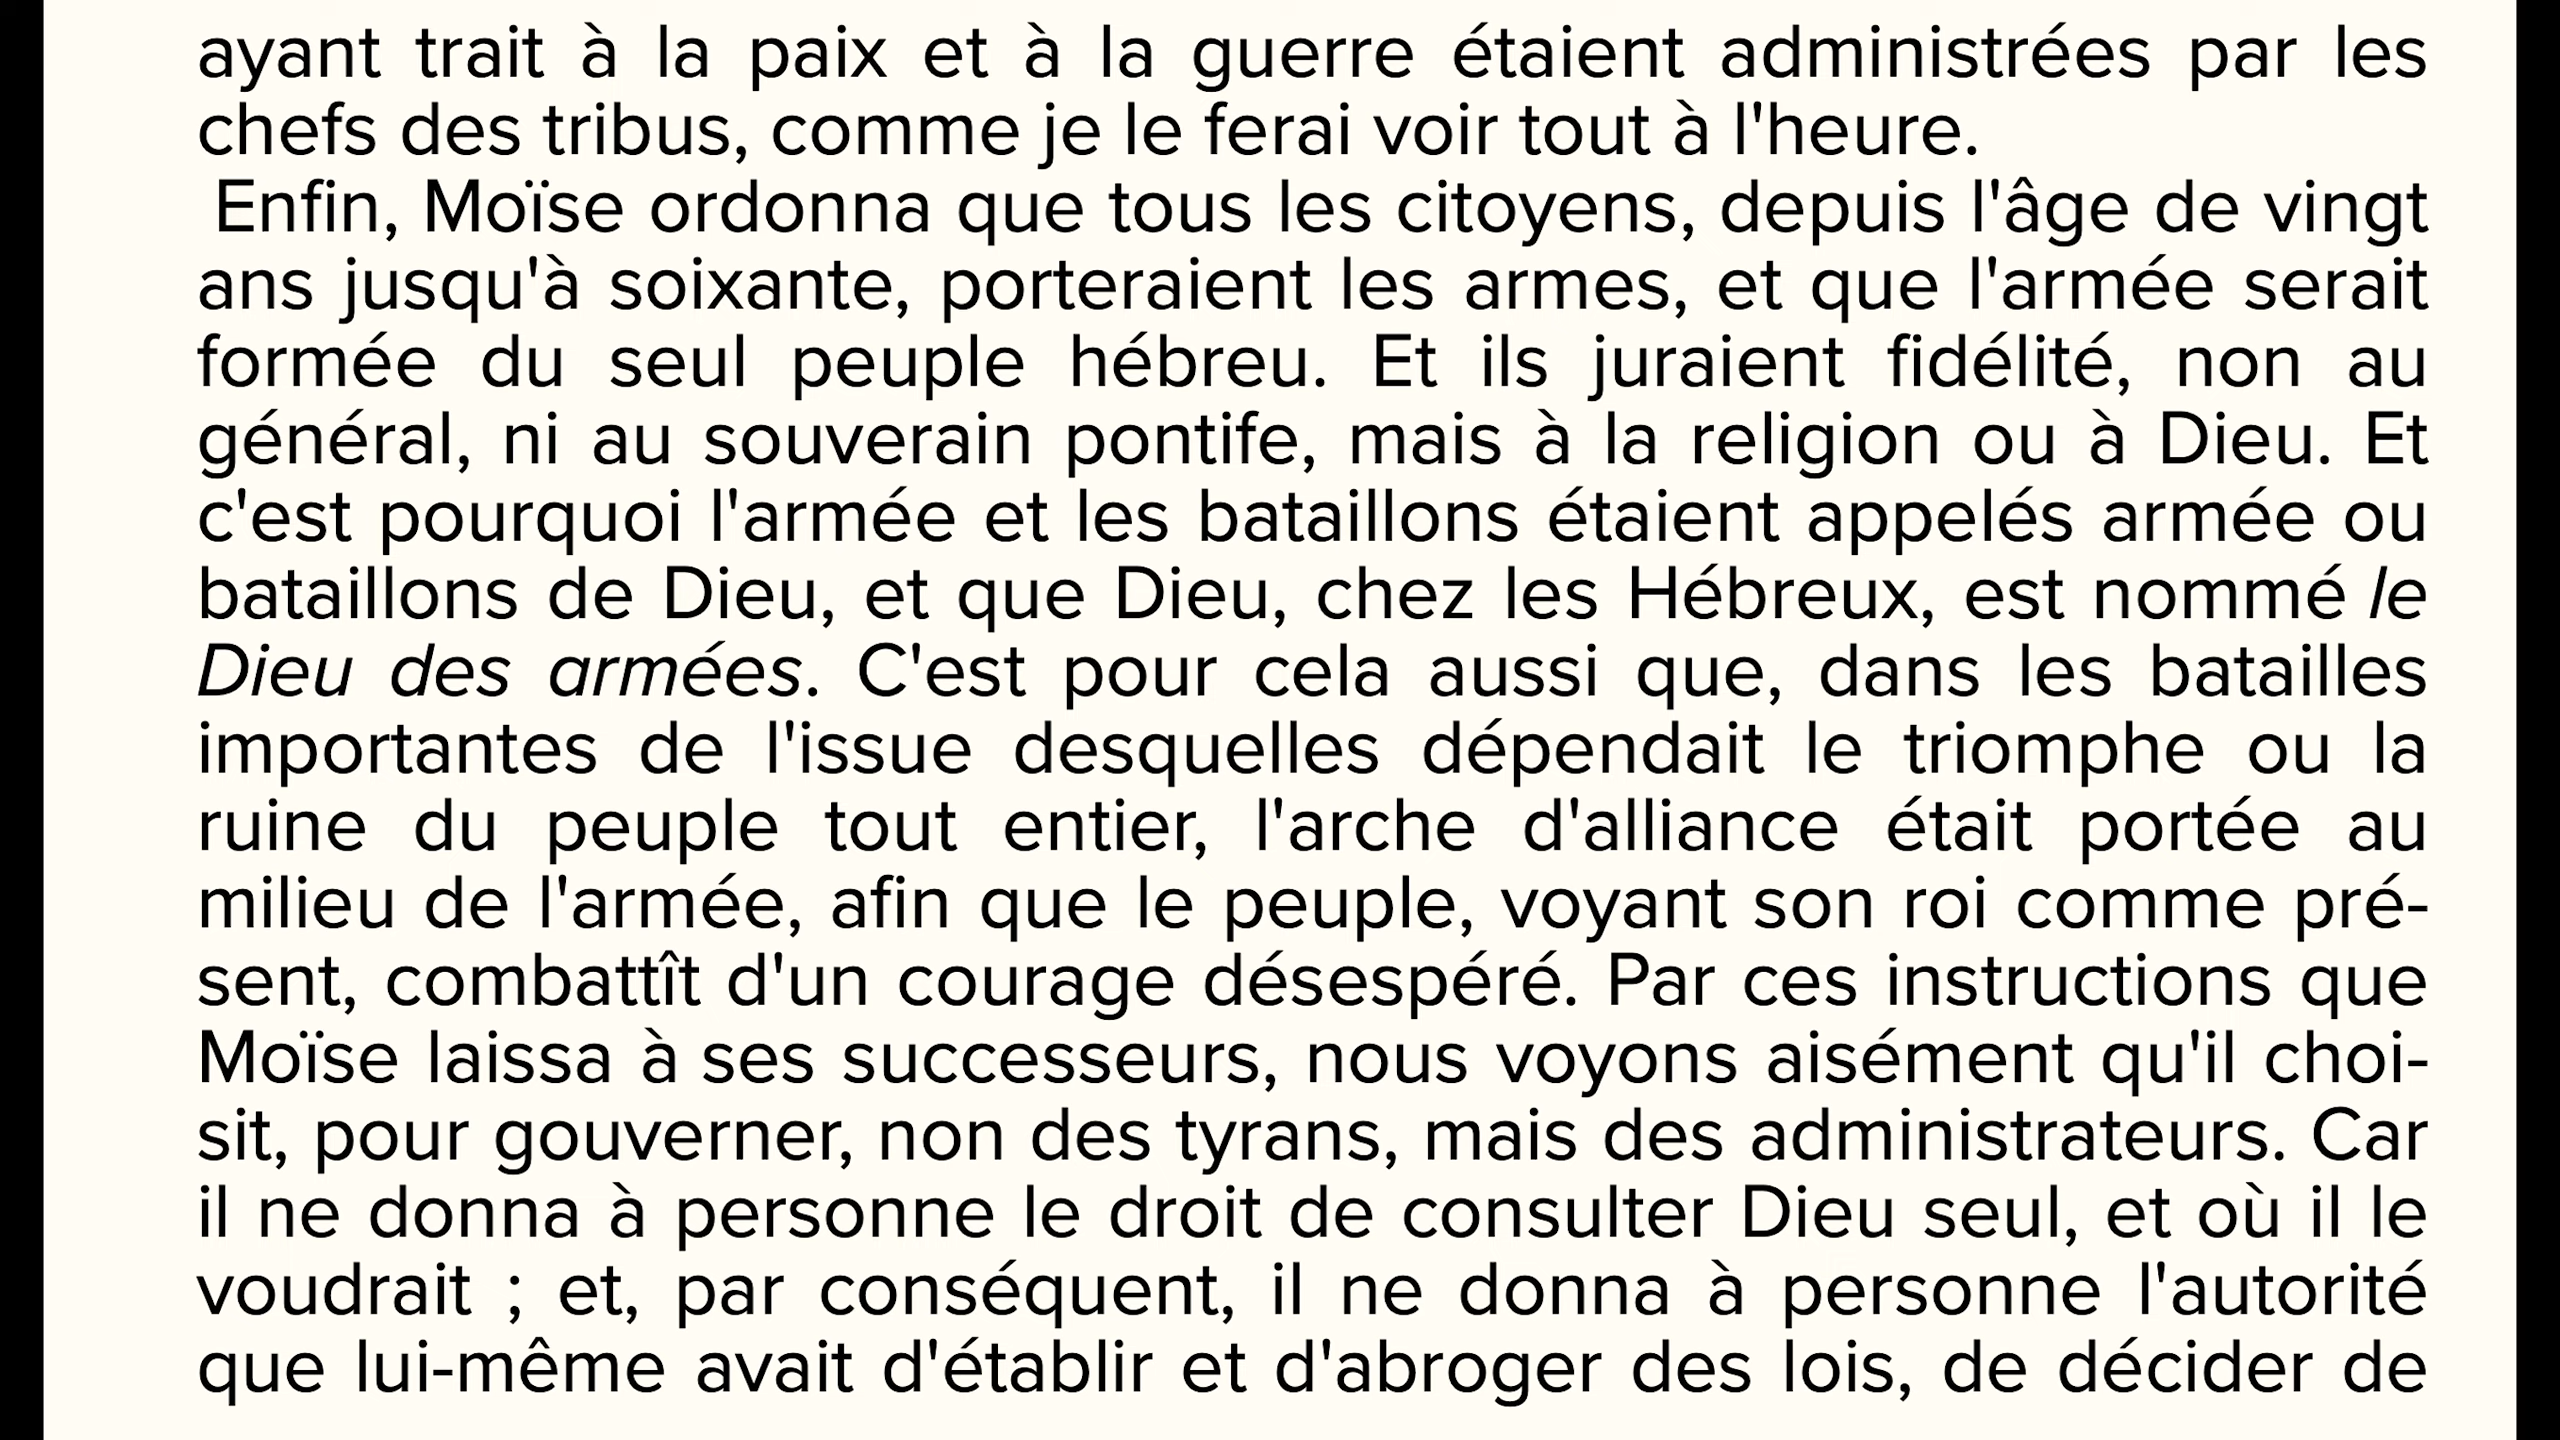 ayant trait à la paix et à la guerre étaient administrées par les
chefs des tribus, comme je le ferai voir tout à l'heure.
Enfin, Moïse ordonna que tous les citoyens, depuis l'âge de vingt
ans jusqu'à soixante, porteraient les armes, et que l'armée serait
formée du seul peuple hébreu. Et ils juraient fidélité, non au
général, ni au souverain pontife, mais à la religion ou à Dieu. Et
c'est pourquoi l'armée et les bataillons étaient appelés armée ou
bataillons de Dieu, et que Dieu, chez les Hébreux, est nommé le
Dieu des armées. C'est pour cela aussi que, dans les batailles
importantes de l'issue desquelles dépendait le triomphe ou la
ruine du peuple tout entier, l'arche d'alliance était portée au
milieu de l'armée, afin que le peuple, voyant son roi comme pré-
sent, combattît d'un courage désespéré. Par ces instructions que
Moïse laissa à ses successeurs, nous voyons aisément qu'il choi-
sit, pour gouverner, non des tyrans, mais des administrateurs. Car
il ne donna à personne le droit de consulter Dieu seul, et où il le
voudrait ; et, par conséquent, il ne donna à personne l'autorité
que lui-même avait d'établir et d'abroger des lois, de décider de